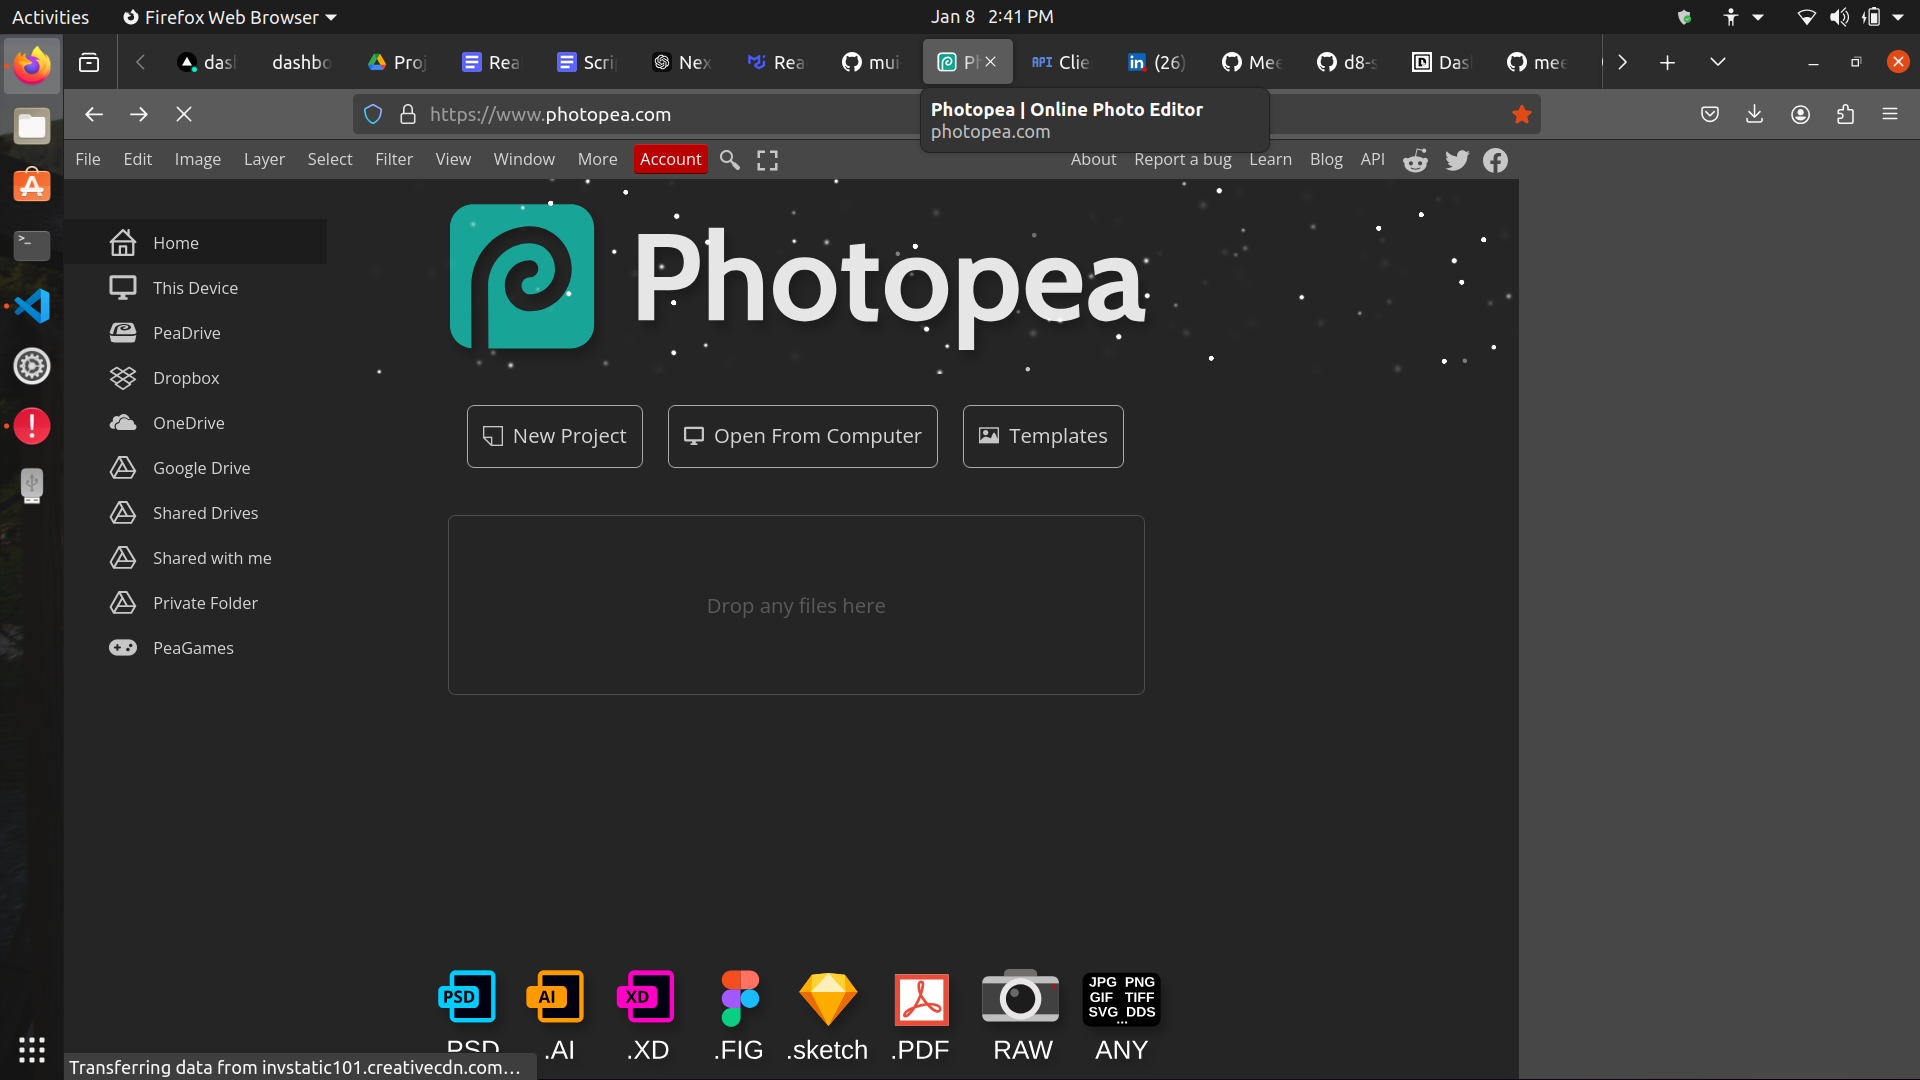 Activities Firefox Web Browser Jan 8 2:41 PM
das dashbo Proj Rea Scri Nex Rea mui P Clie (26) Mee d8-s Das mee
https://www.photopea.com
Photopea | Online Photo Editor
photopea.com
File Edit Image Layer Select Filter View Window More Account About Report a bug Learn Blog API
Photopea
Home
This Device
PeaDrive
Dropbox
OneDrive
Google Drive
Shared Drives
Shared with me
Private Folder
PeaGames
New Project Open From Computer Templates
Drop any files here
PSD AI XD JPG PNG
GIF TIFF
SVG DDS
...
PSD .AI .XD .FIG .sketch .PDF RAW ANY
Transferring data from invstatic101.creativecdn.com…